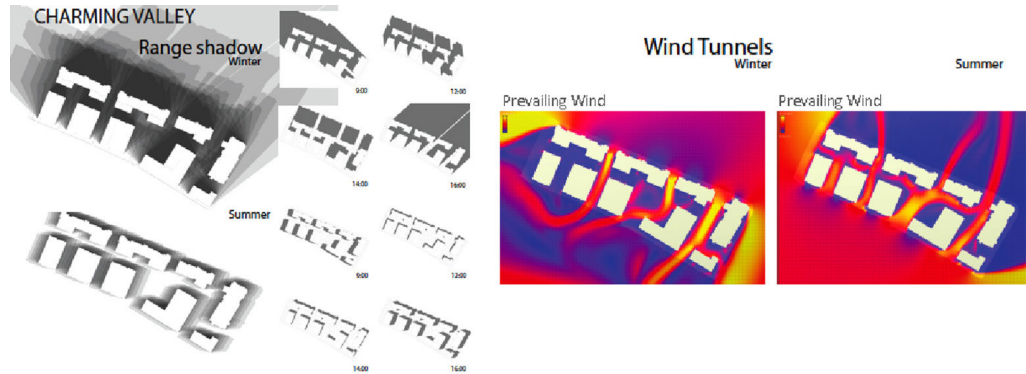 CHARMING VALLEY
Range shadow
Winter
9:00
12:00
14:00
16:00
Summer
9:00
12:00
14:00
16:00
Wind Tunnels
Winter
Summer
Prevailing Wind
Prevailing Wind